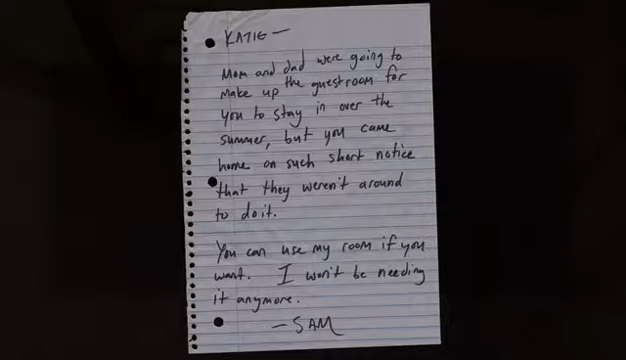 KATIE—
Mom and dad were going to
make up the guestroom for
you to stay in over the
summer, but you came
home on such short notice
that they weren't around
to do it.
You can use my room if you
want. I won't be needing
it anymore.
—SAM